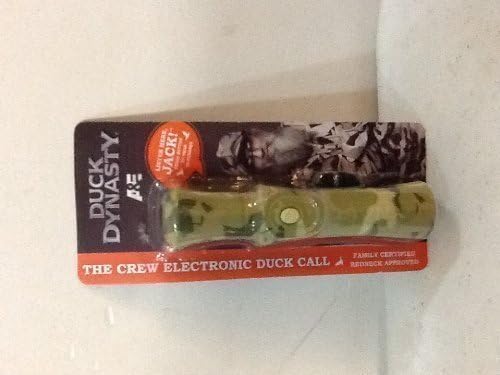 DUCK
DYNASTY
A&E
JACK!"
THE CREW ELECTRONIC DUCK CALL
FAMILY CERTIFIED
REDNECK APPROVED